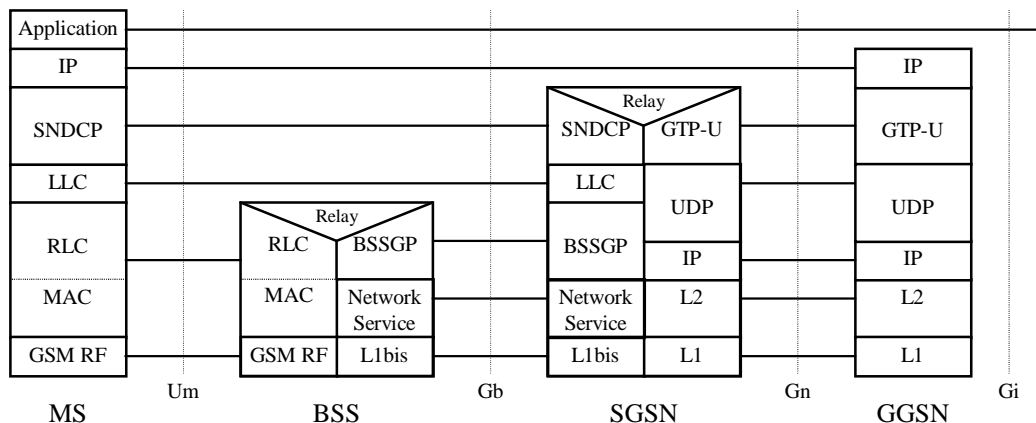 Application
IP
IP
Relay
SNDCP
SNDCP
GTP-U
GTP-U
LLC
LLC
UDP
UDP
Relay
RLC
RLC
BSSGP
BSSGP
IP
IP
MAC
MAC
Network
Service
Network
Service
L2
L2
GSM RF
GSM RF
L1bis
L1bis
L1
L1
Um
Gb
Gn
Gi
MS
BSS
SGSN
GGSN